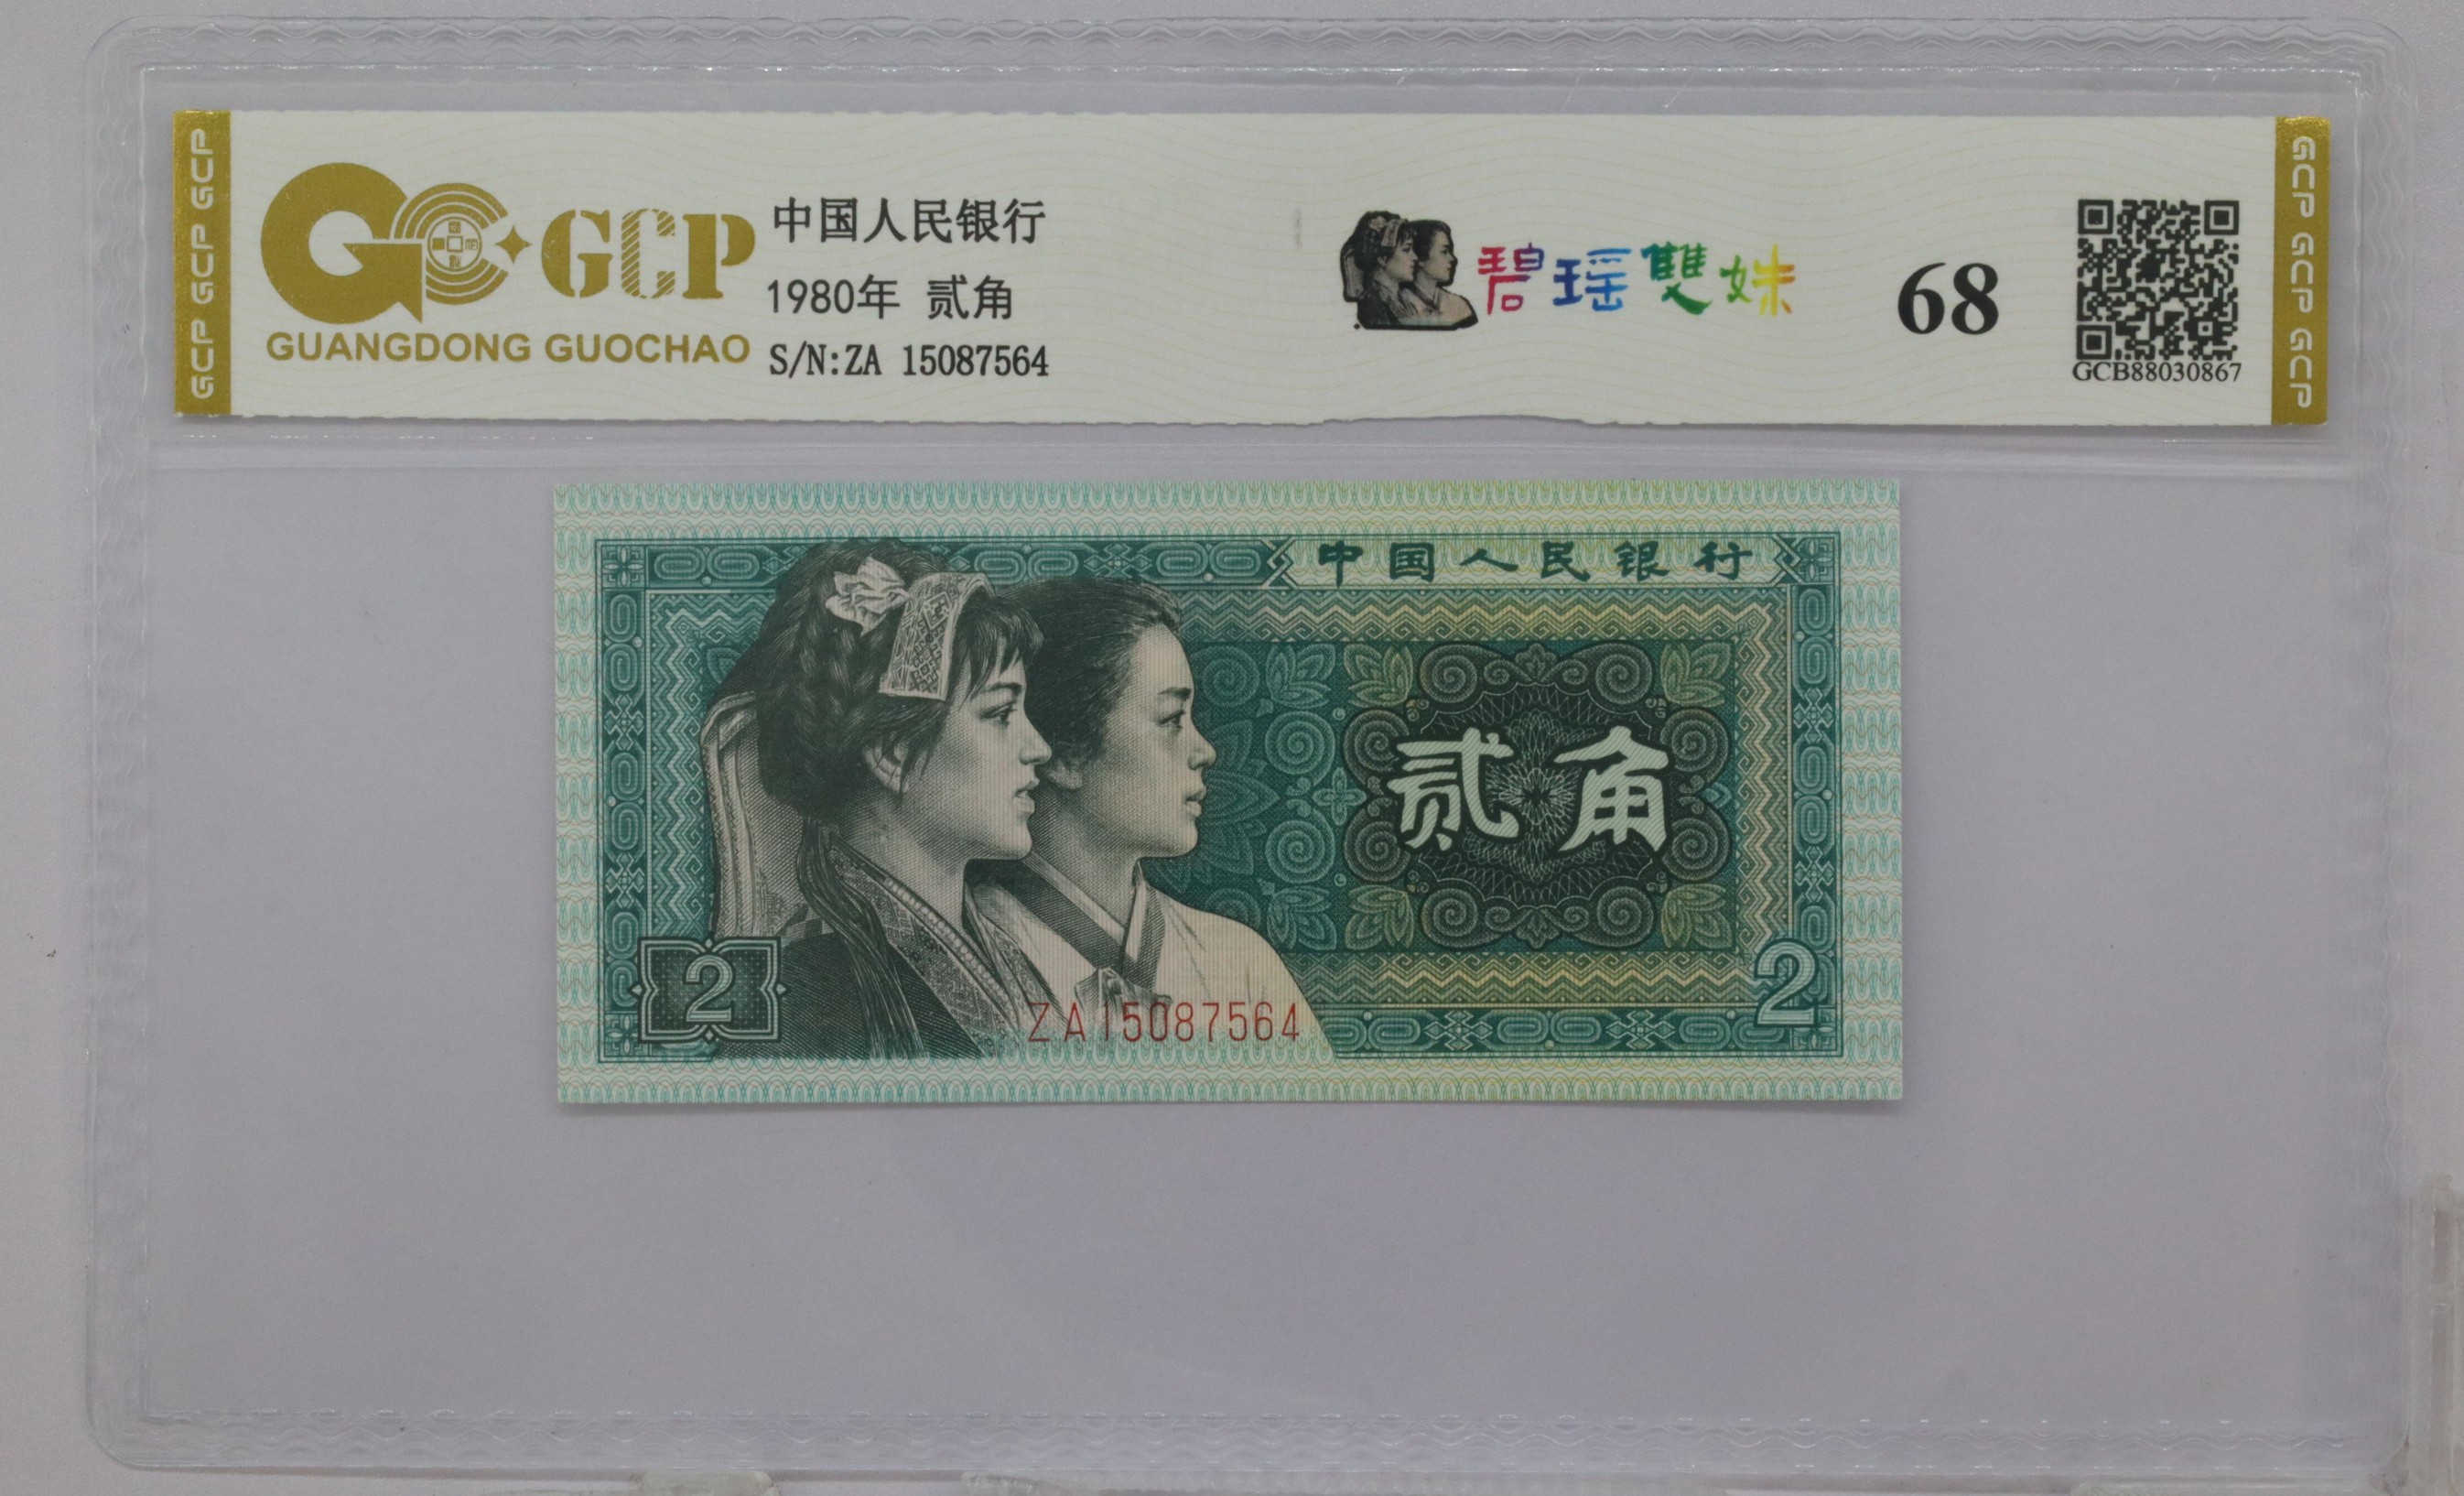 GCP GCP GCP
GCP
GUANGDONG GUOCHAO
中国人民银行
1980年 贰角
S/N:ZA 15087564
碧瑶雙姝
68
GCB88030867
GCP GCP GCP
中国人民银行
贰角
2
2
ZA15087564